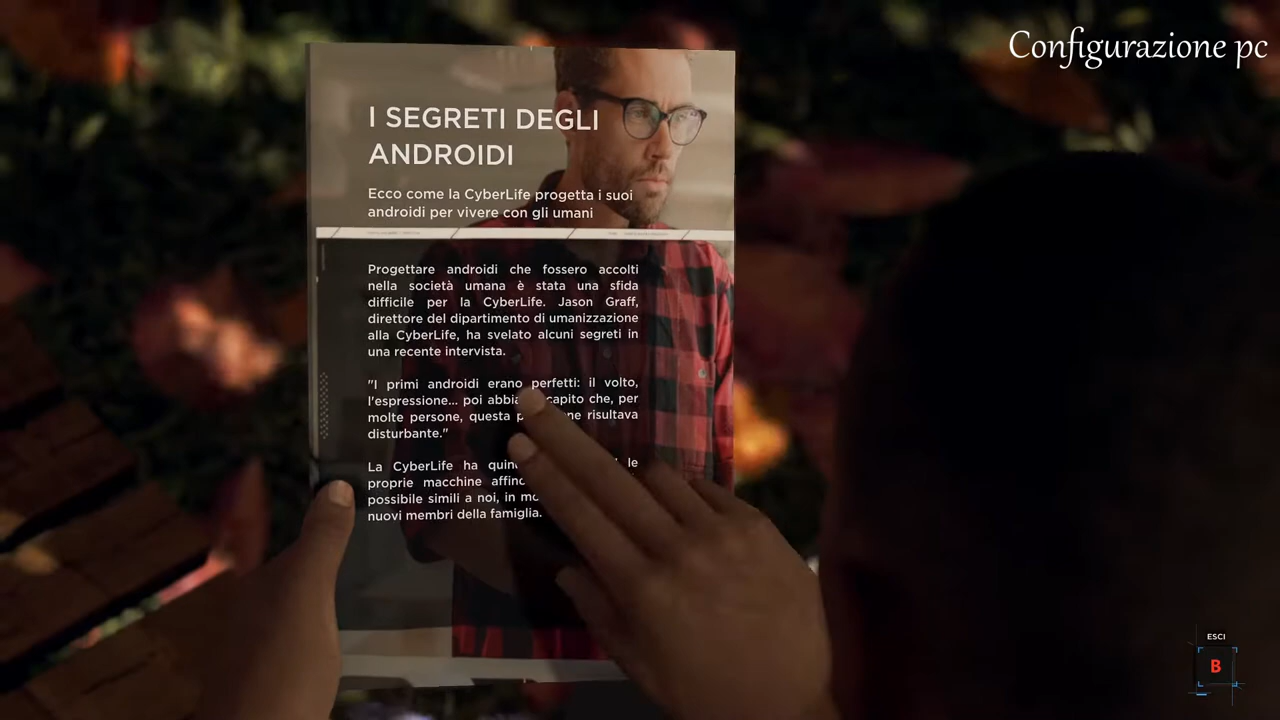 Configurazione pc
I SEGRETI DEGLI
ANDROIDI
Ecco come la CyberLife progetta i suoi
androidi per vivere con gli umani
Progettare androidi che fossero accolti
nella società umana è stata una sfida
difficile per la CyberLife. Jason Graff,
direttore del dipartimento di umanizzazione
alla CyberLife, ha svelato alcuni segreti in
una recente intervista.
"I primi androidi erano perfetti: il volto,
l'espressione... poi capito che, per
molte persone, questa risultava
disturbante."
La CyberLife ha le
proprie macchine
possibile simili a noi, in
nuovi membri della famiglia.
ESCI
B